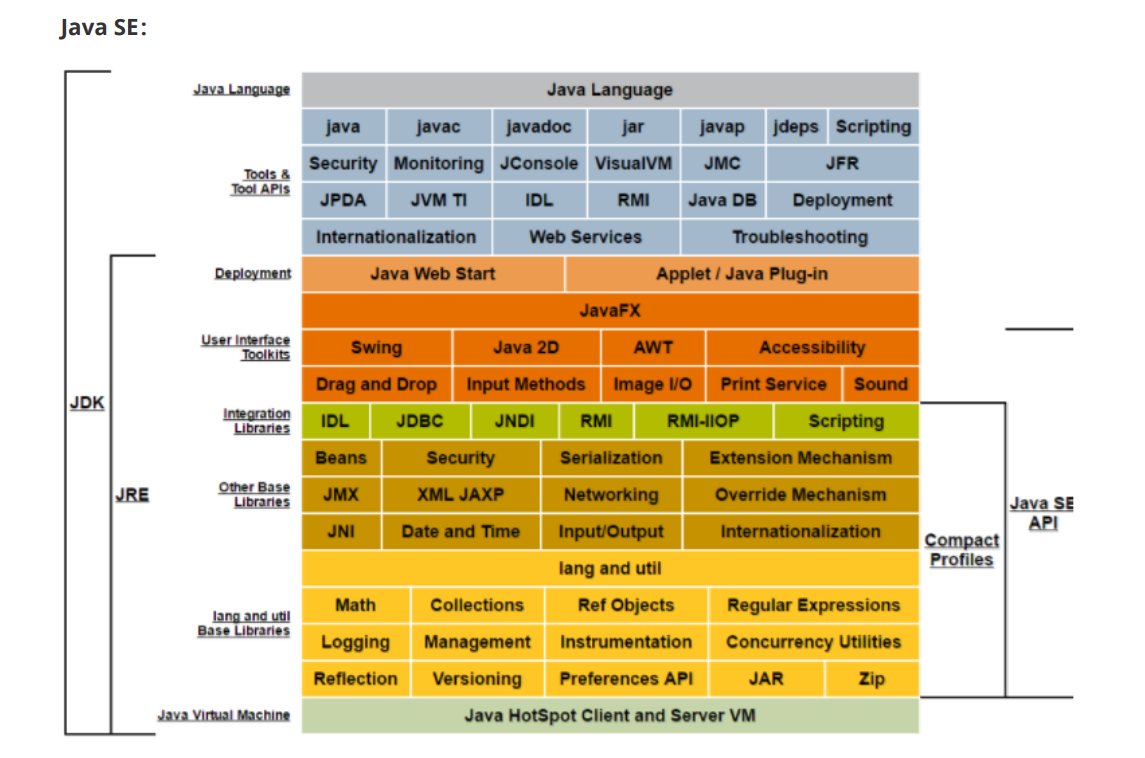 Java SE:
Java Language
Java Language
java javac javadoc jar javap jdeps Scripting
Tools &
Tool APIs
Security Monitoring JConsole VisualVM JMC JFR
JPDA JVM TI IDL RMI Java DB Deployment
Internationalization Web Services Troubleshooting
Deployment
Java Web Start Applet / Java Plug-in
JavaFX
User Interface
Toolkits
Swing Java 2D AWT Accessibility
Drag and Drop Input Methods Image I/O Print Service Sound
JDK
Integration
Libraries
IDL JDBC JNDI RMI RMI-IIOP Scripting
Beans Security Serialization Extension Mechanism
JRE
Other Base
Libraries
JMX XML JAXP Networking Override Mechanism
Java SE
API
JNI Date and Time Input/Output Internationalization
Compact
Profiles
lang and util
lang and util
Base Libraries
Math Collections Ref Objects Regular Expressions
Logging Management Instrumentation Concurrency Utilities
Reflection Versioning Preferences API JAR Zip
Java Virtual Machine
Java HotSpot Client and Server VM